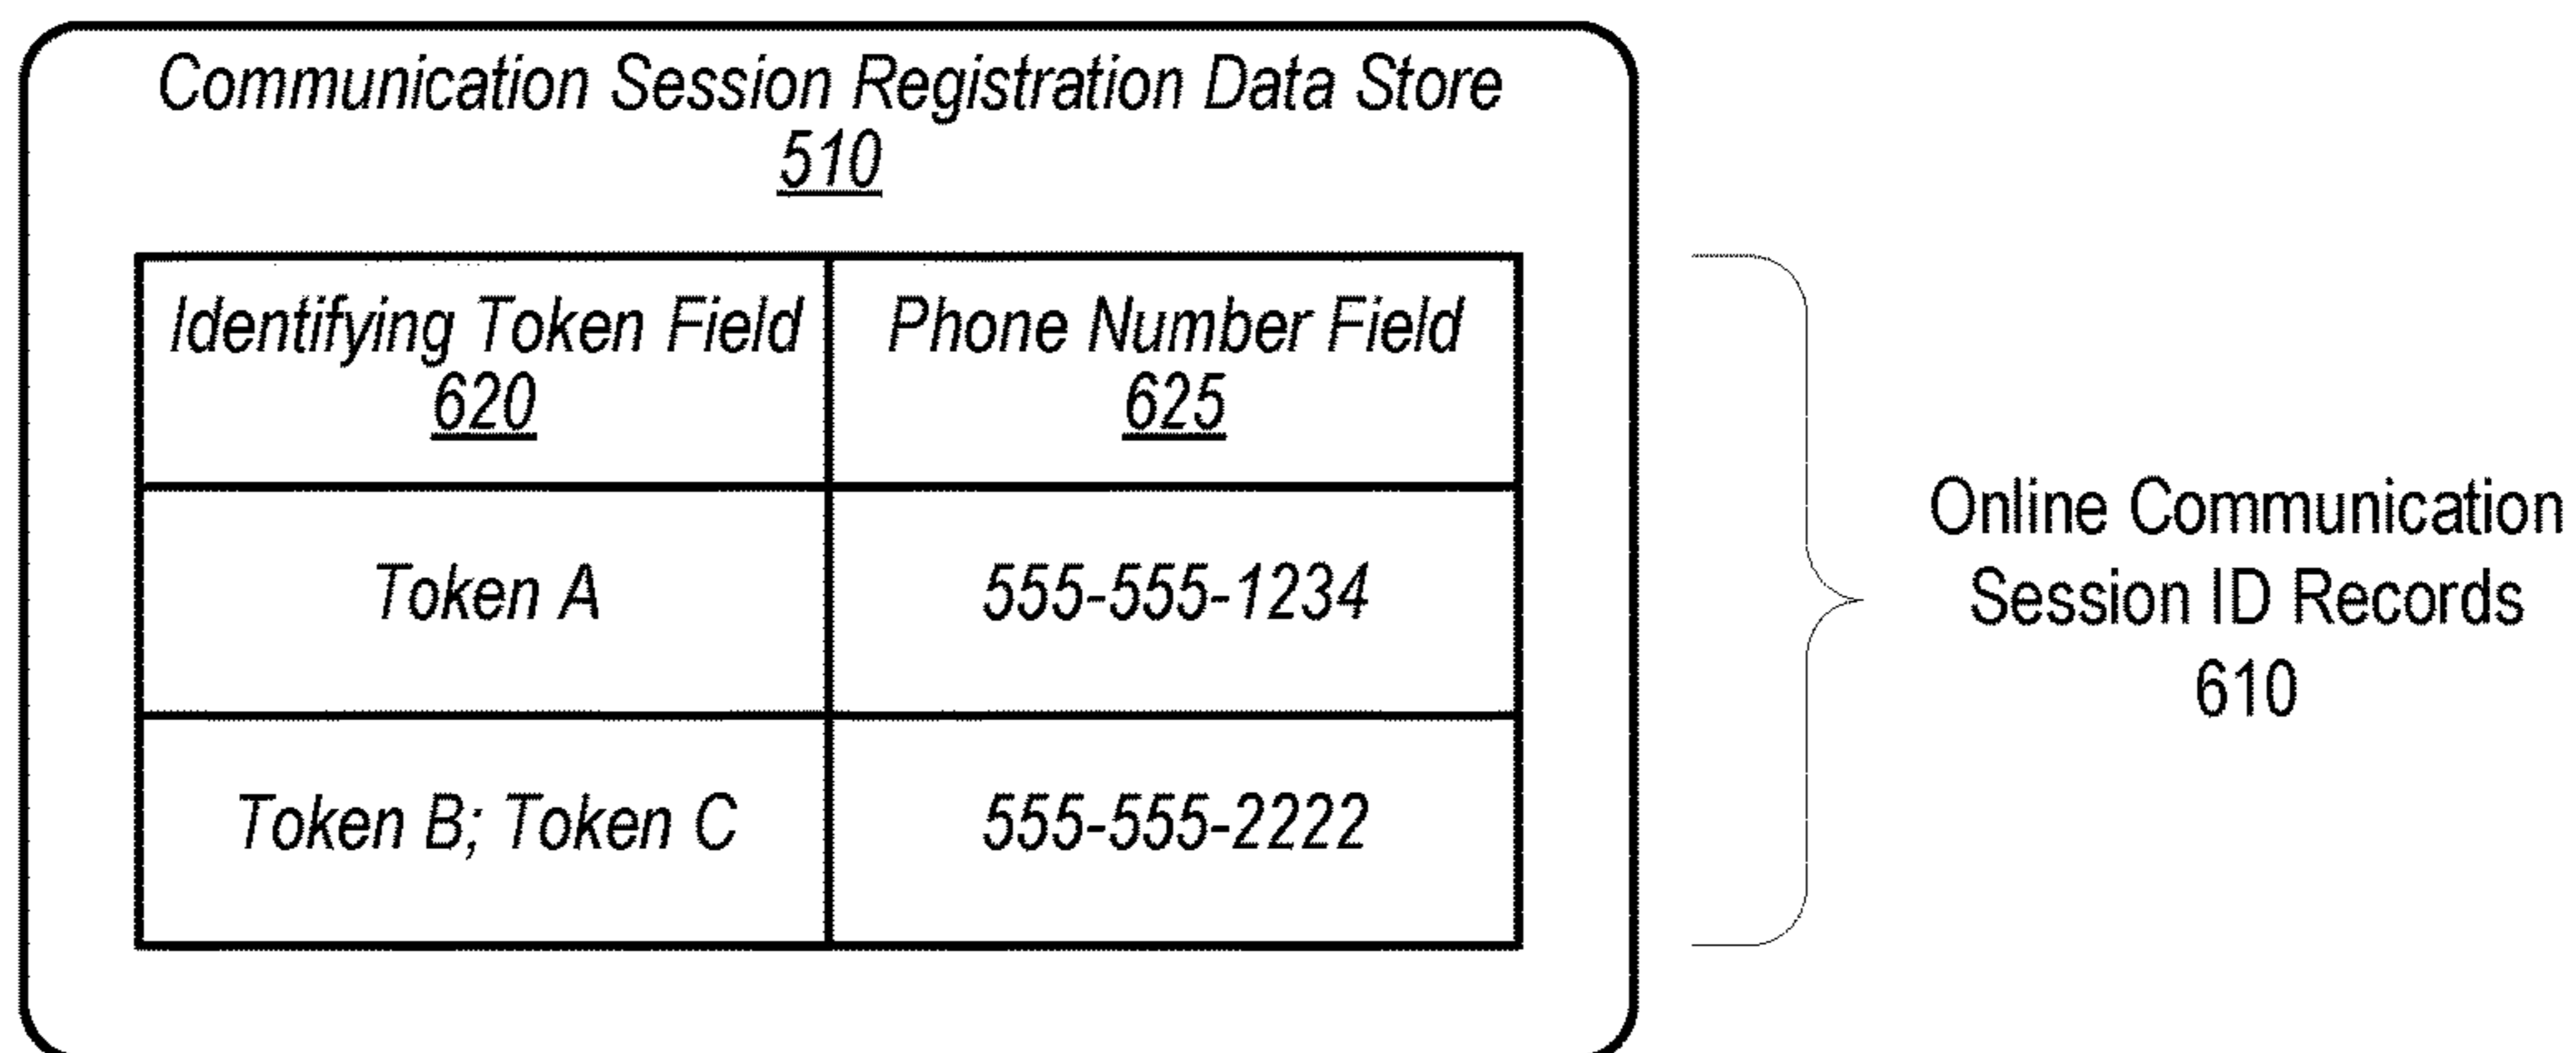 Communication Session Registration Data Store
510
Identifying Token Field
620
Phone Number Field
625
Token A
555-555-1234
Token B; Token C
555-555-2222
Online Communication
Session ID Records
610